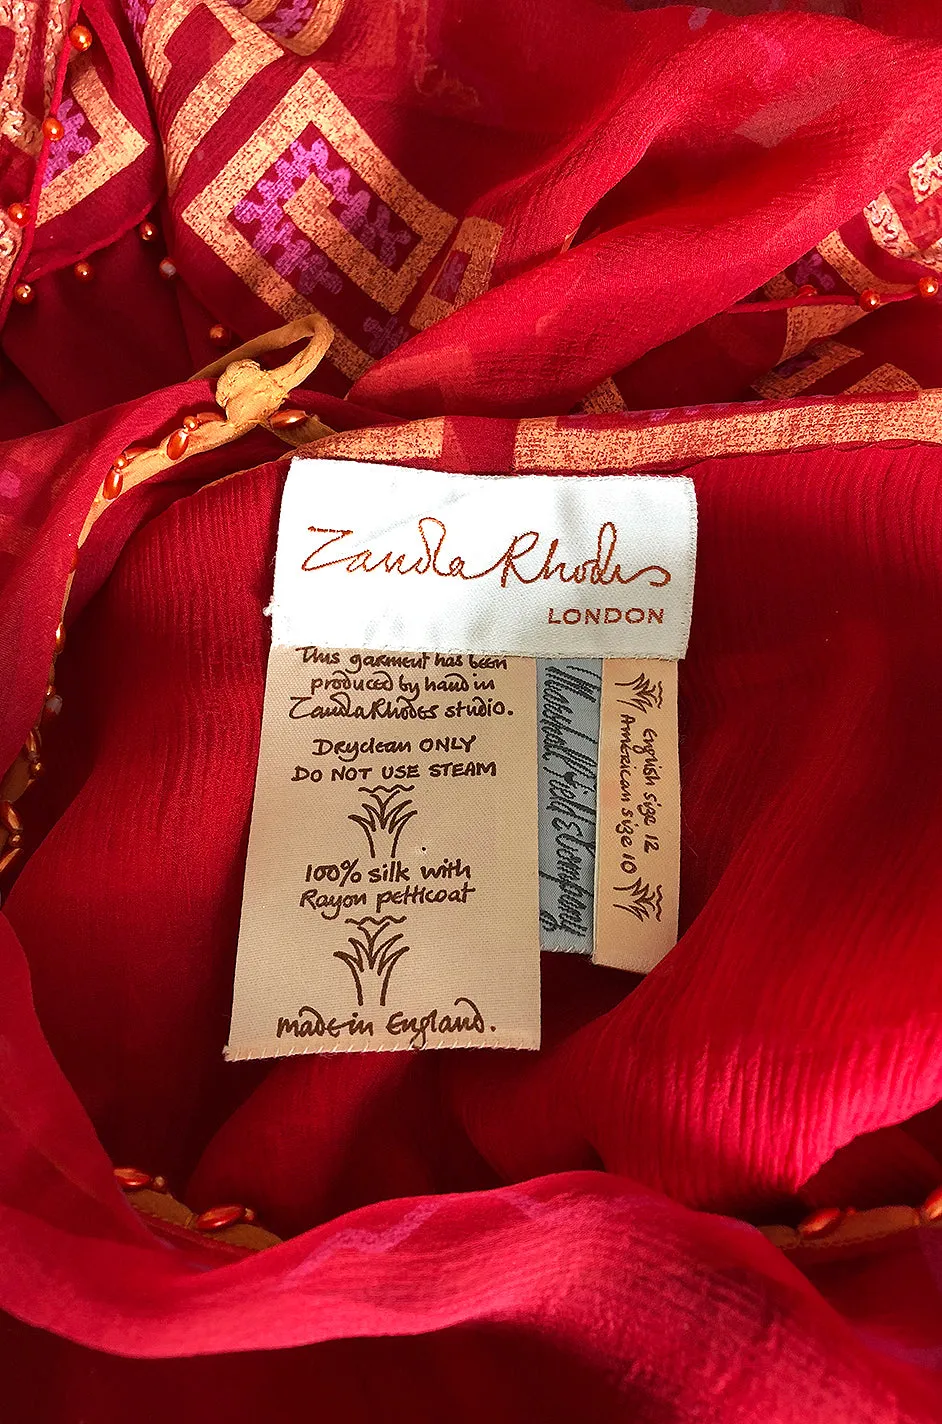 Zandra Rhodes
LONDON
This garment has been
produced by hand in
Zandra Rhodes studio.
Dryclean ONLY
DO NOT USE STEAM
100% silk with
Rayon petticoat
made in England.
Marshall Field & Company
English size 12
American size 10